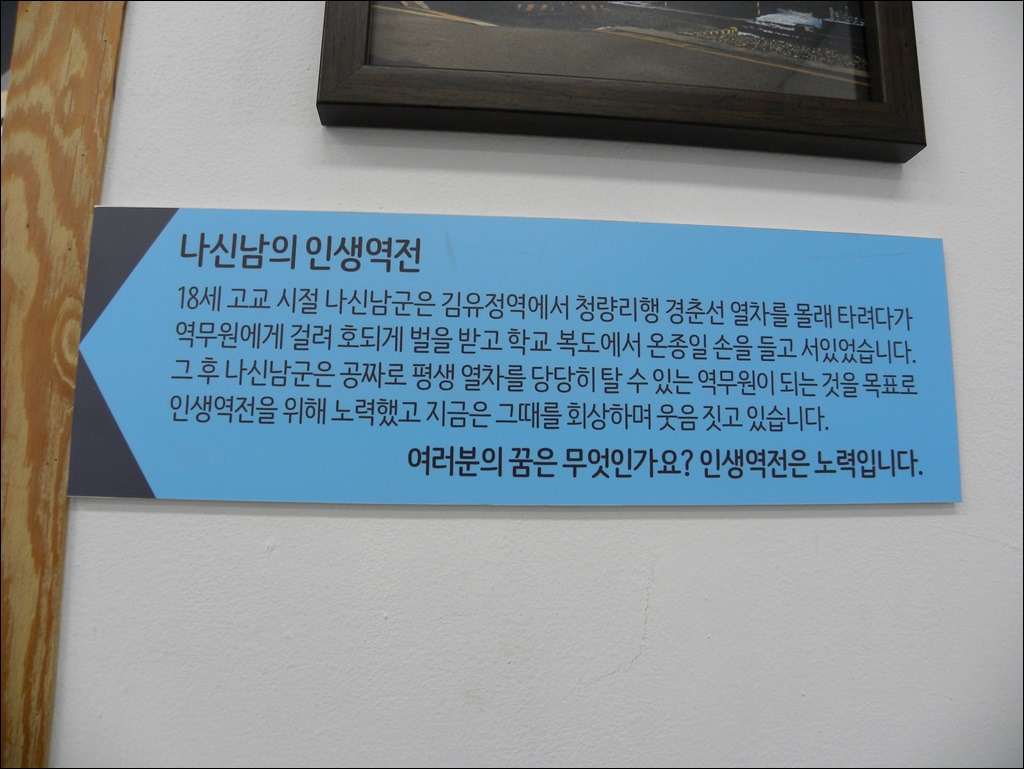 나신남의 인생역전
18세 고교 시절 나신남군은 김유정역에서 청량리행 경춘선 열차를 몰래 타려다가
역무원에게 걸려 호되게 벌을 받고 학교 복도에서 온종일 손을 들고 서있었습니다.
그 후 나신남군은 공짜로 평생 열차를 당당히 탈 수 있는 역무원이 되는 것을 목표로
인생역전을 위해 노력했고 지금은 그때를 회상하며 웃음 짓고 있습니다.
여러분의 꿈은 무엇인가요? 인생역전은 노력입니다.